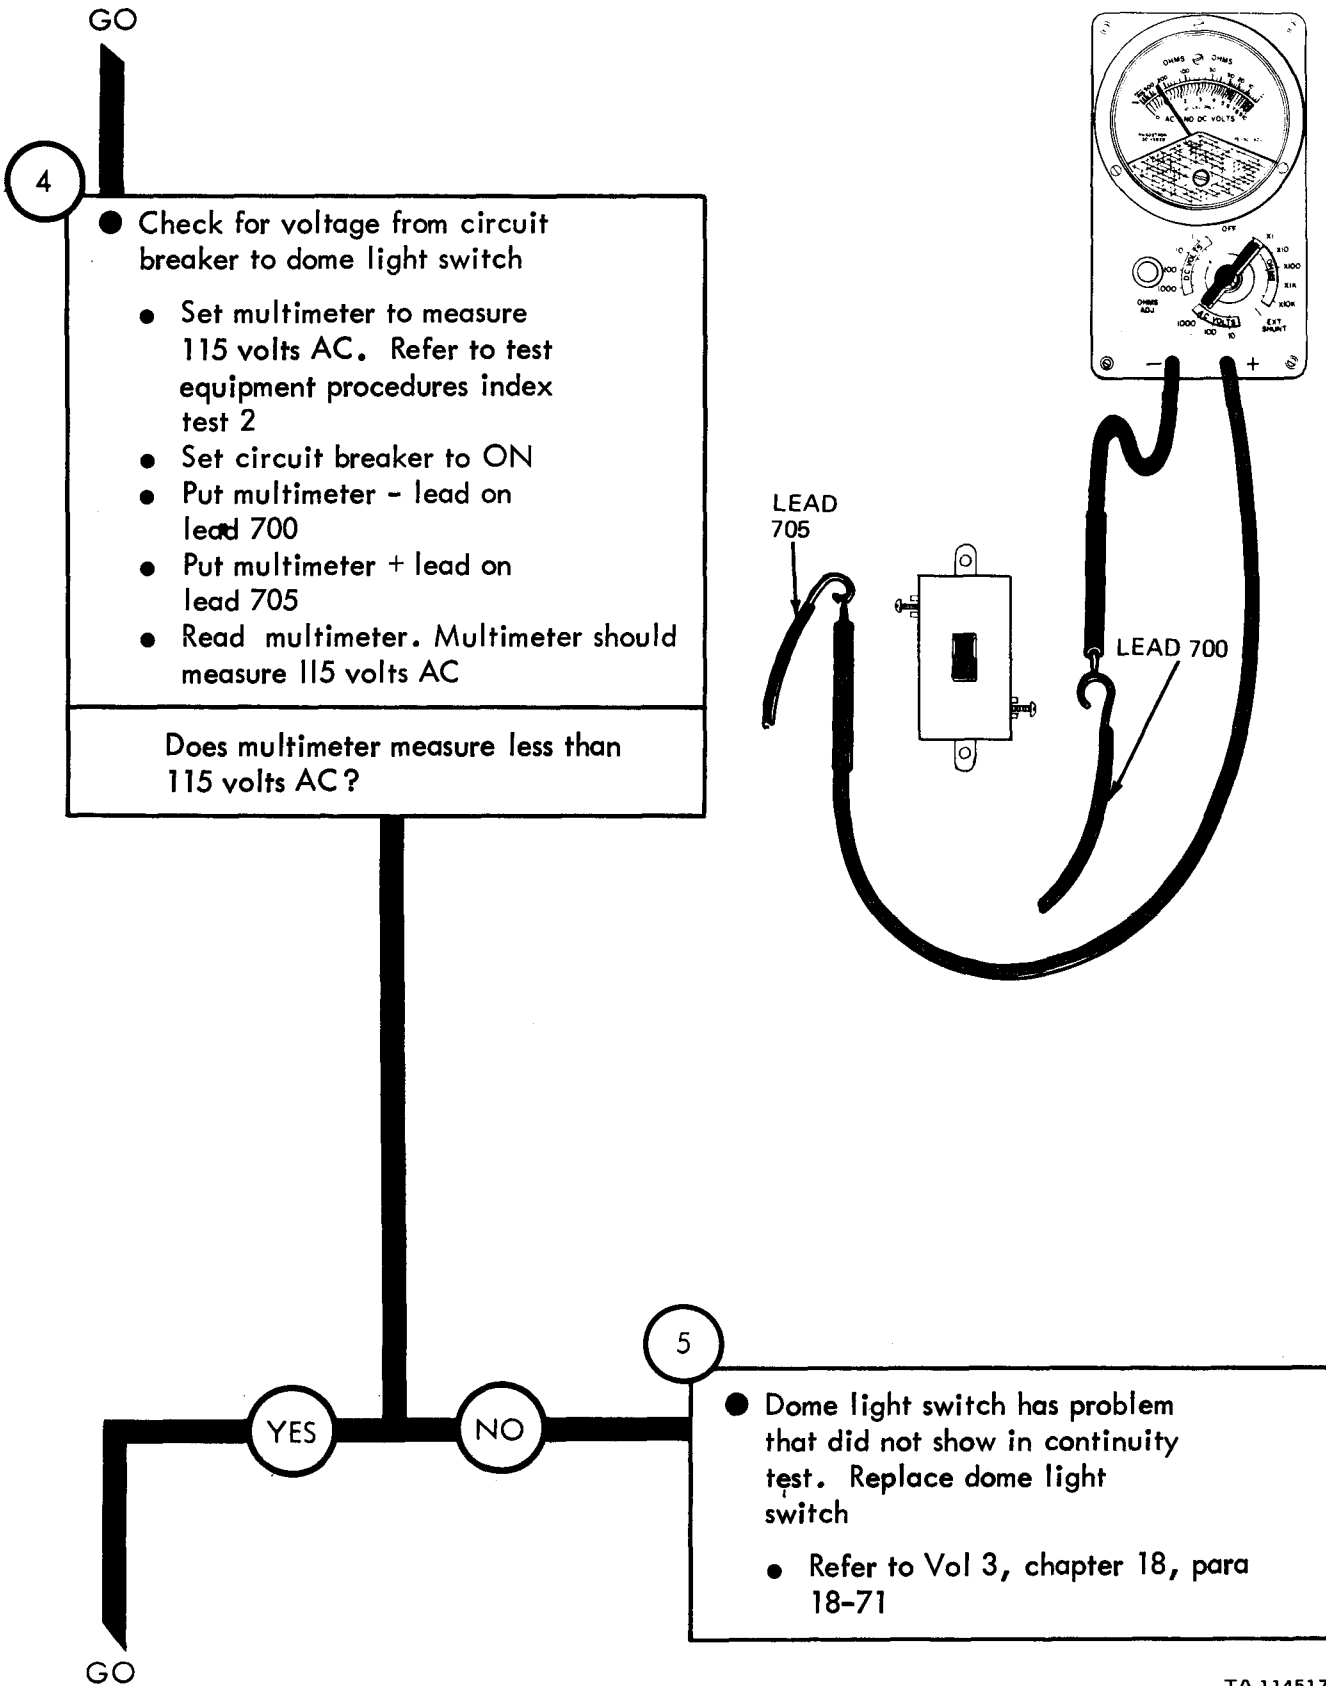 GO
4
● Check for voltage from circuit
breaker to dome light switch
● Set multimeter to measure
115 volts AC. Refer to test
equipment procedures index
test 2
● Set circuit breaker to ON
● Put multimeter - lead on
lead 700
● Put multimeter + lead on
lead 705
● Read multimeter. Multimeter should
measure 115 volts AC
Does multimeter measure less than
115 volts AC?
OHMS OHMS
AC AND DC VOLTS
OFF
1
10
100
1000
DC VOLTS
X1
X10
X100
X1K
X10K
OHMS
OHMS
ADJ
AC VOLTS
1000
100
10
EXT
SHUNT
- +
LEAD
705
LEAD 700
YES
NO
5
● Dome light switch has problem
that did not show in continuity
test. Replace dome light
switch
● Refer to Vol 3, chapter 18, para
18-71
GO
TA 114517